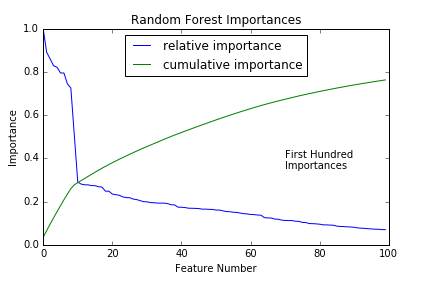 Random Forest Importances
1.0
0.8
0.6
0.4
0.2
0.0
Importance
relative importance
cumulative importance
First Hundred
Importances
0
20
40
60
80
100
Feature Number